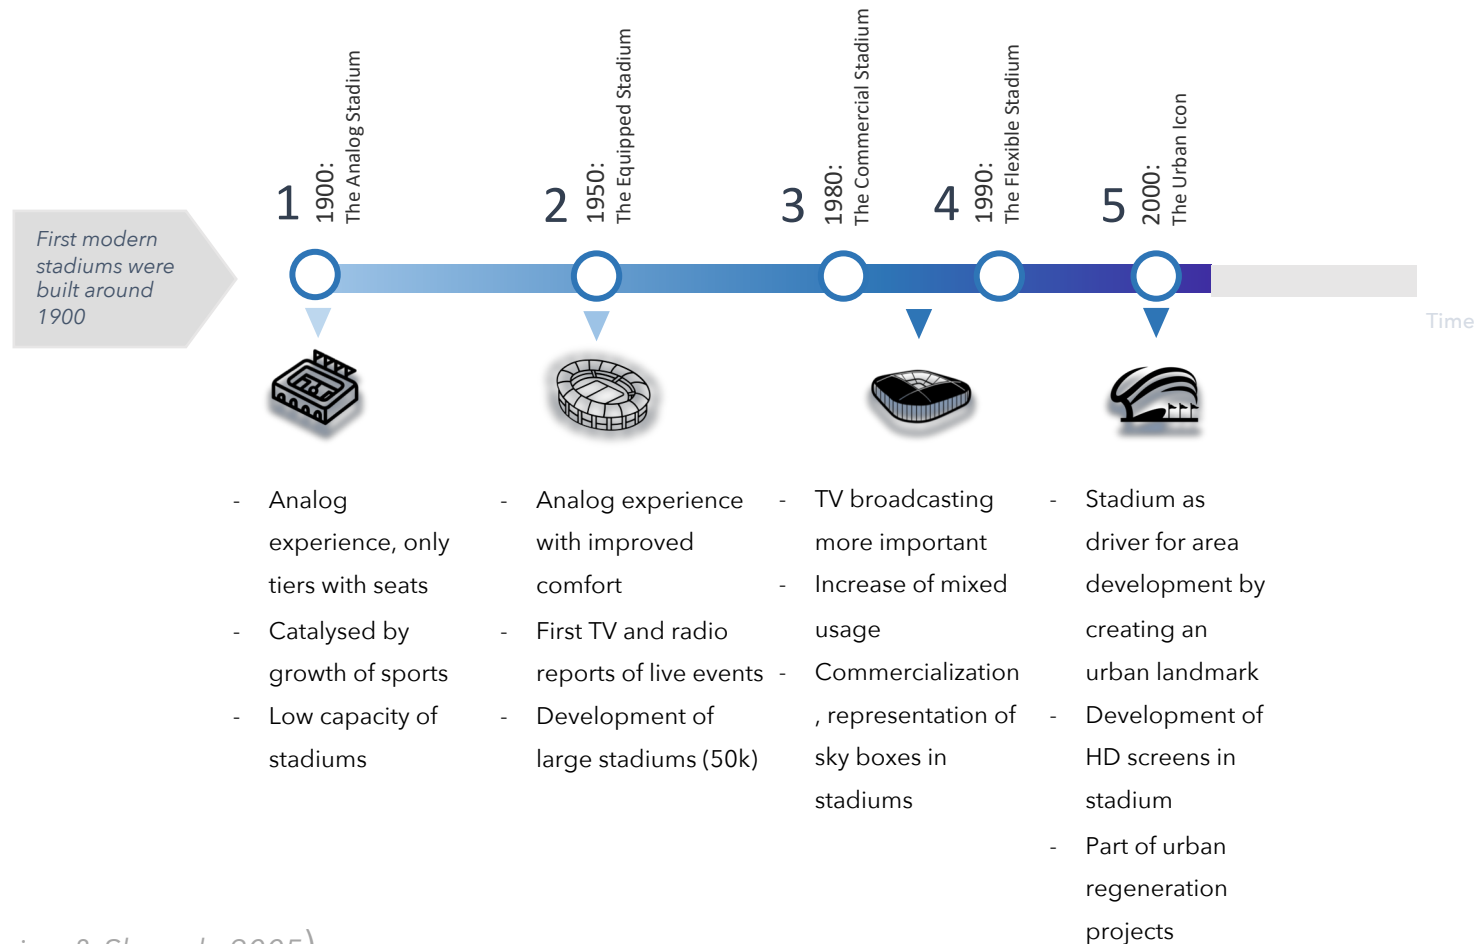 1
1900:
The Analog Stadium
2
1950:
The Equipped Stadium
3
1980:
The Commercial Stadium
4
1990:
The Flexible Stadium
5
2000:
The Urban Icon
First modern
stadiums were
built around
1900
Time
- Analog
experience, only
tiers with seats
- Catalysed by
growth of sports
- Low capacity of
stadiums
- Analog experience
with improved
comfort
- First TV and radio
reports of live events
- Development of
large stadiums (50k)
- TV broadcasting
more important
- Increase of mixed
usage
- Commercialization
, representation of
sky boxes in
stadiums
- Stadium as
driver for area
development by
creating an
urban landmark
- Development of
HD screens in
stadium
- Part of urban
regeneration
projects